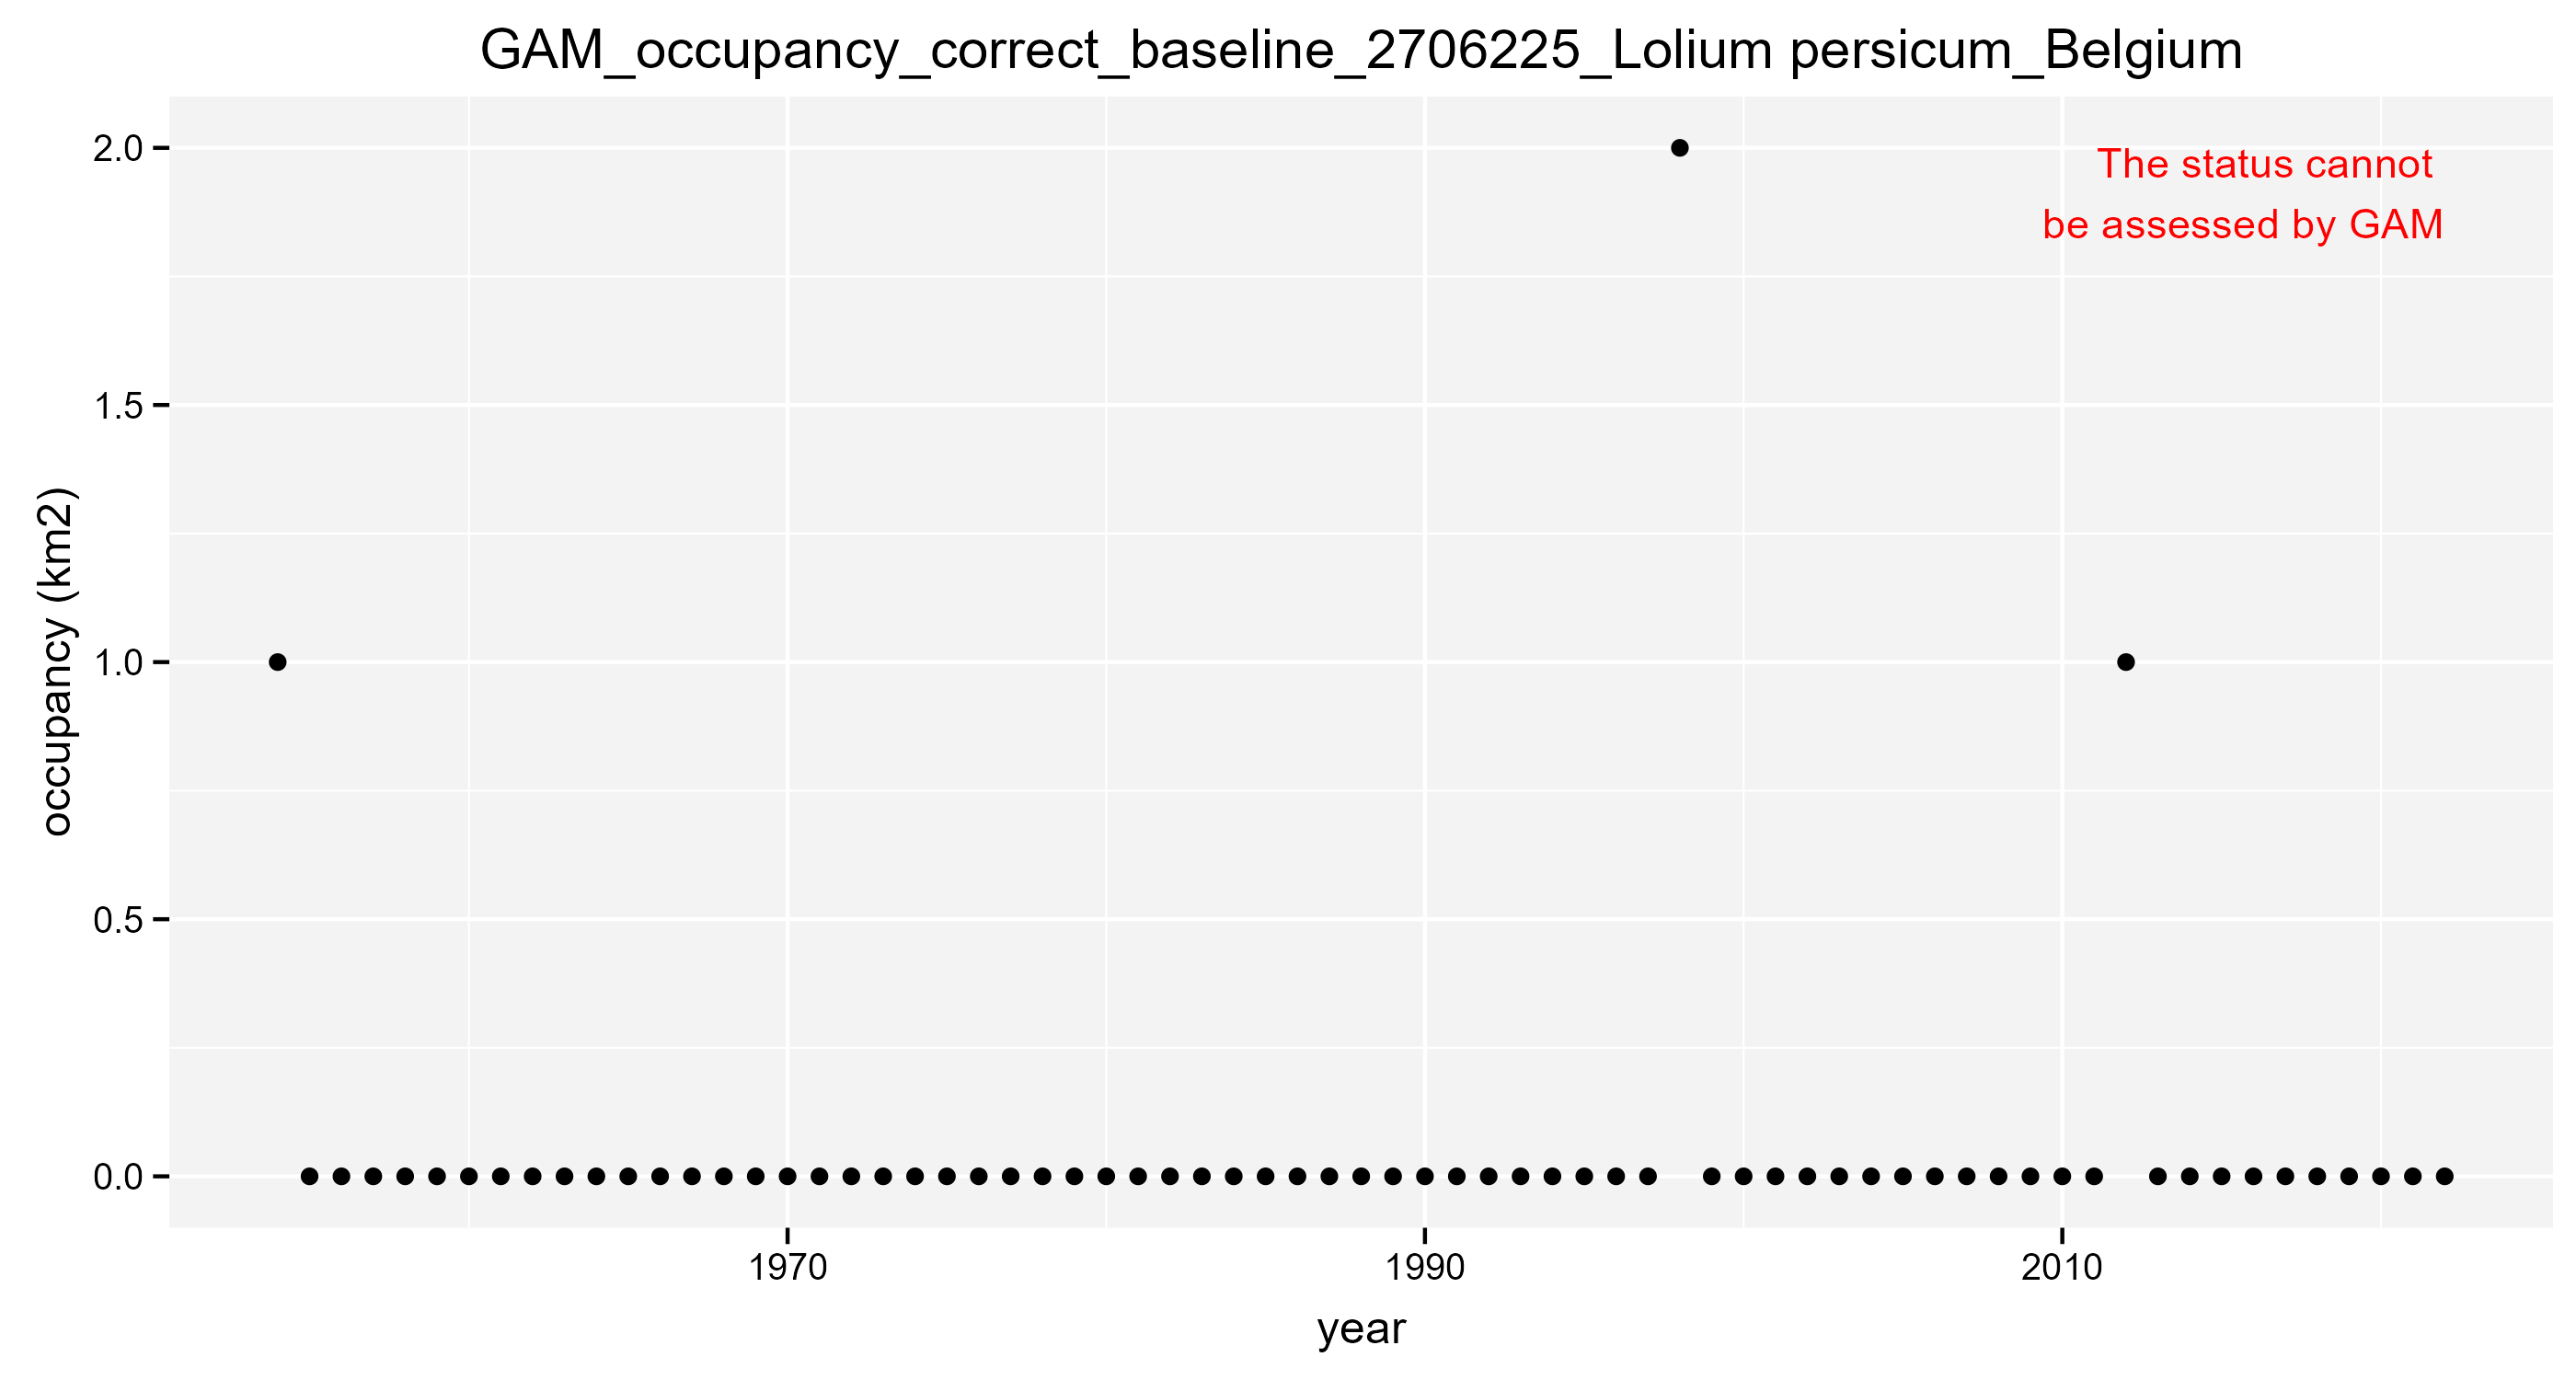 GAM_occupancy_correct_baseline_2706225_Lolium persicum_Belgium
The status cannot
be assessed by GAM
occupancy (km2)
2.0
1.5
1.0
0.5
0.0
1970
1990
2010
year